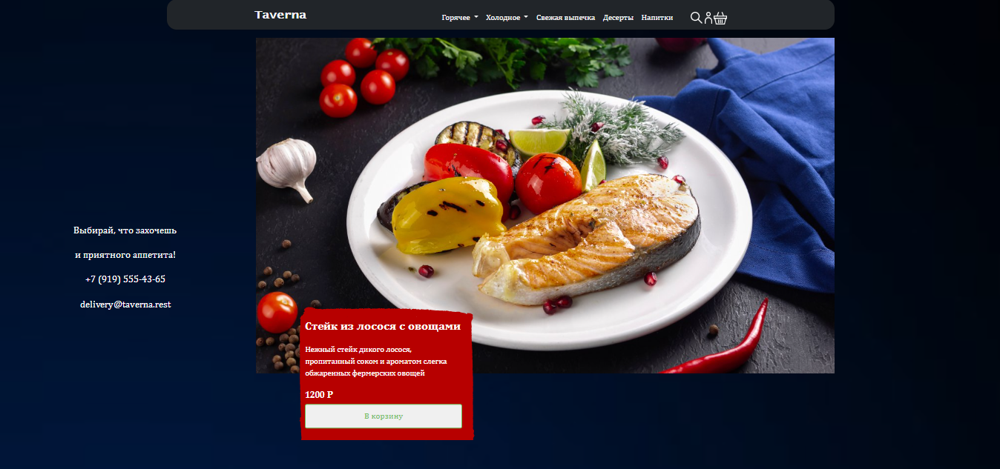 Taverna
Горячее
Холодное
Свежая выпечка
Десерты
Напитки
Выбирай, что захочешь
и приятного аппетита!
+7 (919) 555-43-65
delivery@taverna.rest
Стейк из лосося с овощами
Нежный стейк дикого лосося,
пропитанный соком и ароматом слегка
обжаренных фермерских овощей
1200 Р
В корзину